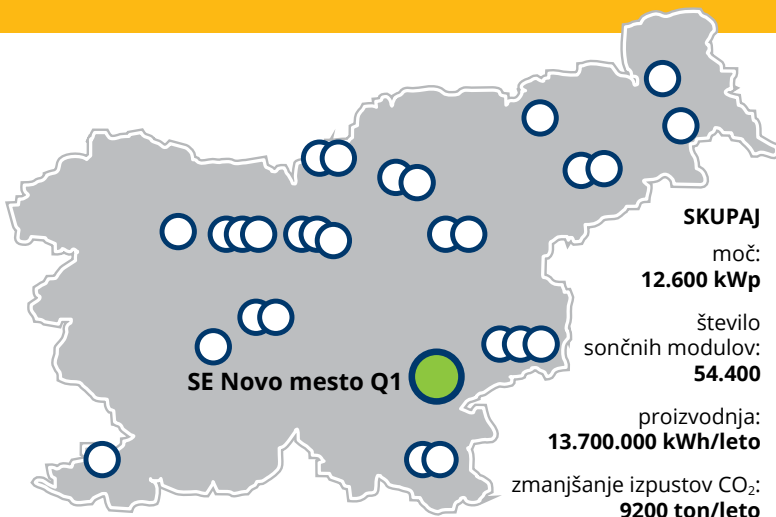 SKUPAJ
moč:
12.600 kWp
število
sončnih modulov:
54.400
SE Novo mesto Q1
proizvodnja:
13.700.000 kWh/leto
zmanjšanje izpustov CO₂:
9200 ton/leto